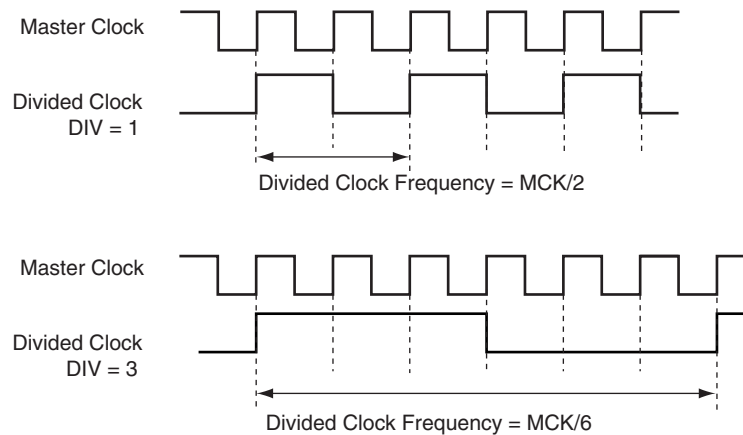 Master Clock
Divided Clock
DIV = 1
Divided Clock Frequency = MCK/2
Master Clock
Divided Clock
DIV = 3
Divided Clock Frequency = MCK/6